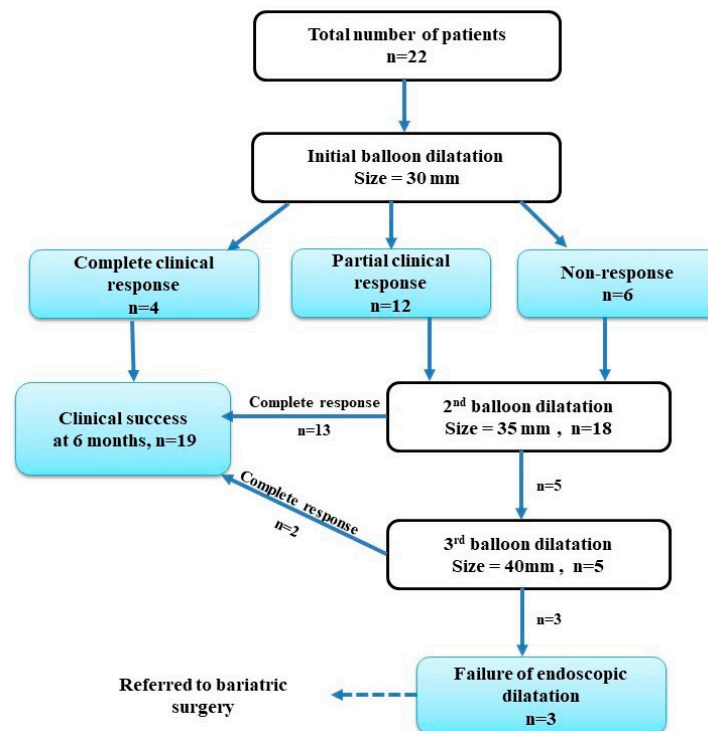 Total number of patients
n=22
Initial balloon dilatation
Size = 30 mm
Complete clinical
response
n=4
Partial clinical
response
n=12
Non-response
n=6
Clinical success
at 6 months, n=19
Complete response
n=13
2nd balloon dilatation
Size = 35 mm , n=18
n=5
Complete response
n=2
3rd balloon dilatation
Size = 40mm , n=5
n=3
Referred to bariatric
surgery
Failure of endoscopic
dilatation
n=3